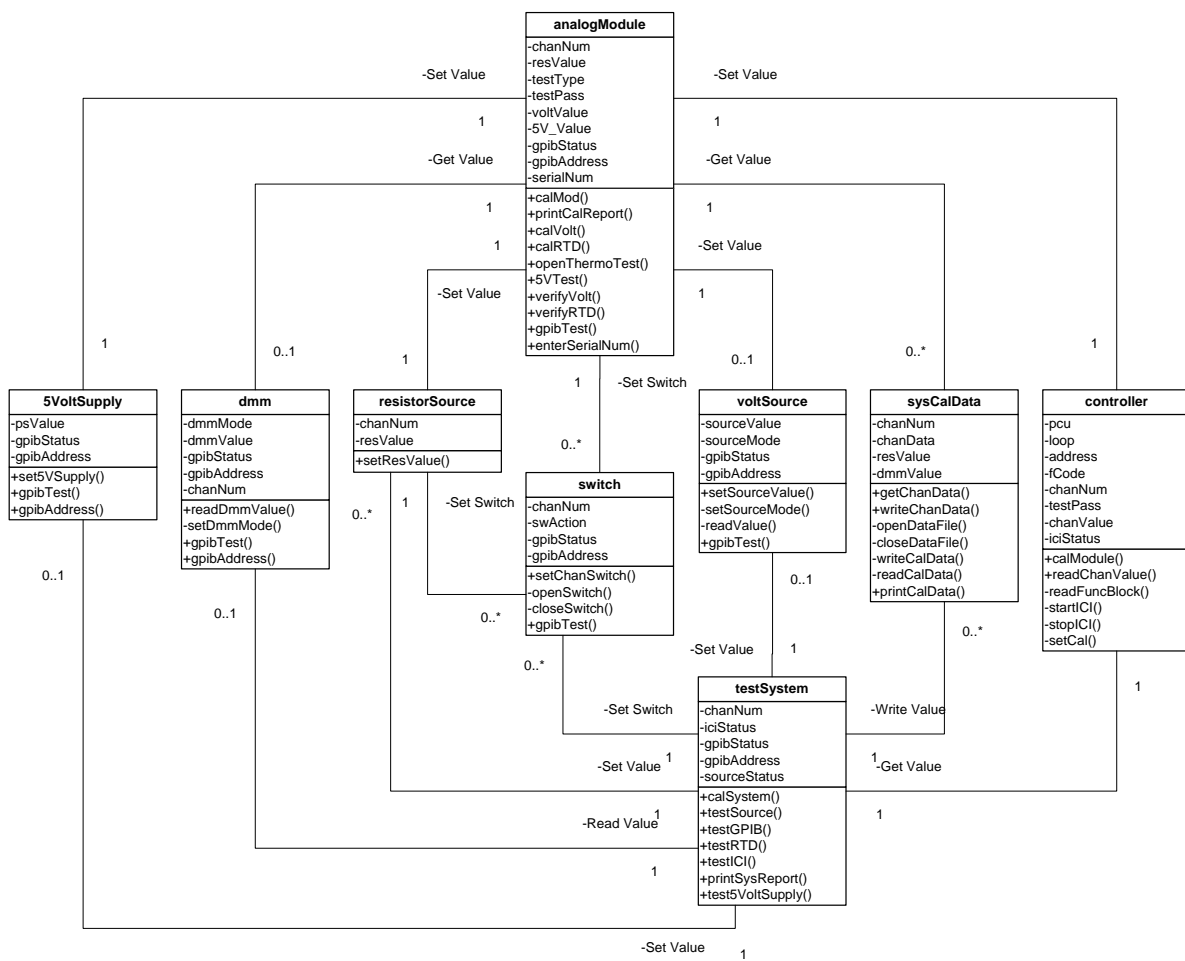 analogModule
-chanNum
-resValue
-testType
-testPass
-voltValue
-5V_Value
-gpibStatus
-gpibAddress
-serialNum
+calMod()
+printCalReport()
+calVolt()
+calRTD()
+openThermoTest()
+5VTest()
+verifyVolt()
+verifyRTD()
+gpibTest()
+enterSerialNum()
-Set Value
1
-Get Value
1
1
-Set Value
-Set Value
1
-Get Value
1
-Set Value
1
1
-Set Switch
1
0..1
1
0..*
0..1
0..*
1
5VoltSupply
-psValue
-gpibStatus
-gpibAddress
+set5VSupply()
+gpibTest()
+gpibAddress()
0..1
dmm
-dmmMode
-dmmValue
-gpibStatus
-gpibAddress
-chanNum
+readDmmValue()
-setDmmMode()
+gpibTest()
+gpibAddress()
0..1
resistorSource
-chanNum
-resValue
+setResValue()
0..*
1
-Set Switch
0..*
switch
-chanNum
-swAction
-gpibStatus
-gpibAddress
+setChanSwitch()
-openSwitch()
-closeSwitch()
+gpibTest()
0..*
voltSource
-sourceValue
-sourceMode
-gpibStatus
-gpibAddress
+setSourceValue()
-setSourceMode()
-readValue()
+gpibTest()
0..1
sysCalData
-chanNum
-chanData
-resValue
-dmmValue
+getChanData()
+writeChanData()
-openDataFile()
-closeDataFile()
-writeCalData()
-readCalData()
+printCalData()
0..*
controller
-pcu
-loop
-address
-fCode
-chanNum
-testPass
-chanValue
-iciStatus
+calModule()
+readChanValue()
-readFuncBlock()
-startICI()
-stopICI()
-setCal()
1
-Set Value
1
-Set Switch
1
-Set Value
1
-Read Value
1
-Set Value
1
-Write Value
1
-Get Value
1
testSystem
-chanNum
-iciStatus
-gpibStatus
-gpibAddress
-sourceStatus
+calSystem()
+testSource()
+testGPIB()
+testRTD()
+testICI()
+printSysReport()
+test5VoltSupply()